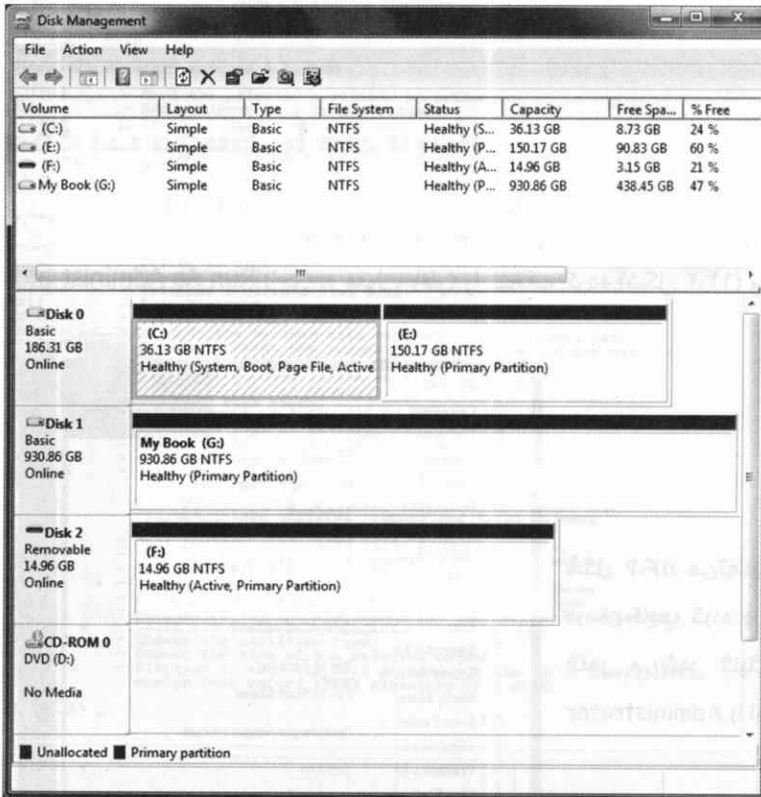 Disk Management
File Action View Help
Volume Layout Type File System Status Capacity Free Spa... % Free
(C:) Simple Basic NTFS Healthy (S... 36.13 GB 8.73 GB 24 %
(E:) Simple Basic NTFS Healthy (P... 150.17 GB 90.83 GB 60 %
(F:) Simple Basic NTFS Healthy (A... 14.96 GB 3.15 GB 21 %
My Book (G:) Simple Basic NTFS Healthy (P... 930.86 GB 438.45 GB 47 %
Disk 0
Basic
186.31 GB
Online
(C:)
36.13 GB NTFS
Healthy (System, Boot, Page File, Active
(E:)
150.17 GB NTFS
Healthy (Primary Partition)
Disk 1
Basic
930.86 GB
Online
My Book (G:)
930.86 GB NTFS
Healthy (Primary Partition)
Disk 2
Removable
14.96 GB
Online
(F:)
14.96 GB NTFS
Healthy (Active, Primary Partition)
CD-ROM 0
DVD (D:)
No Media
Unallocated Primary partition